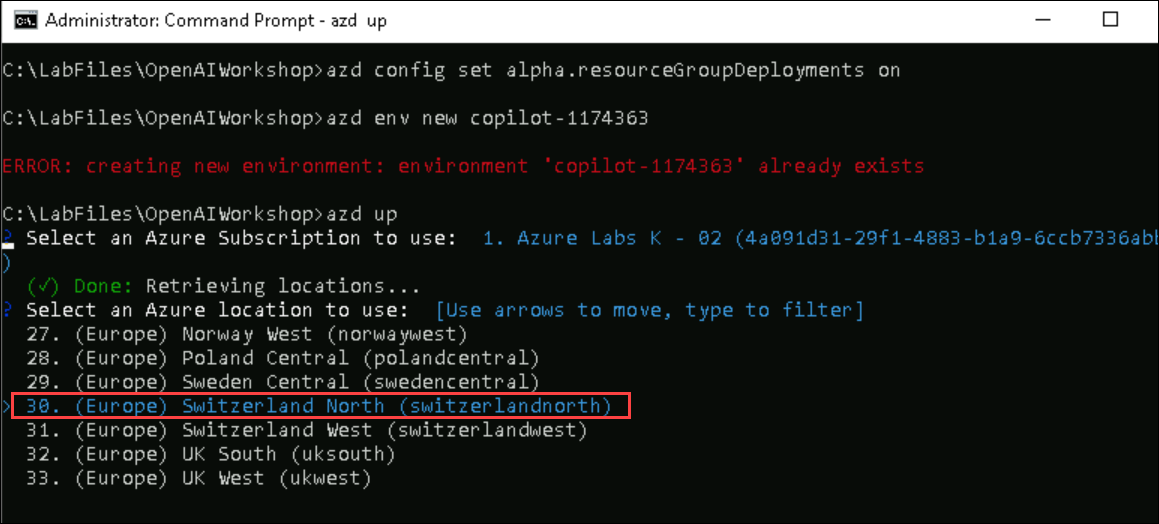 Administrator: Command Prompt - azd up
C:\LabFiles\OpenAIWorkshop>azd config set alpha.resourceGroupDeployments on
C:\LabFiles\OpenAIWorkshop>azd env new copilot-1174363
ERROR: creating new environment: environment 'copilot-1174363' already exists
C:\LabFiles\OpenAIWorkshop>azd up
? Select an Azure Subscription to use:  1. Azure Labs K - 02 (4a091d31-29f1-4883-b1a9-6ccb7336abb
)
(✓) Done: Retrieving locations...
? Select an Azure location to use:  [Use arrows to move, type to filter]
27. (Europe) Norway West (norwaywest)
28. (Europe) Poland Central (polandcentral)
29. (Europe) Sweden Central (swedencentral)
> 30. (Europe) Switzerland North (switzerlandnorth)
31. (Europe) Switzerland West (switzerlandwest)
32. (Europe) UK South (uksouth)
33. (Europe) UK West (ukwest)